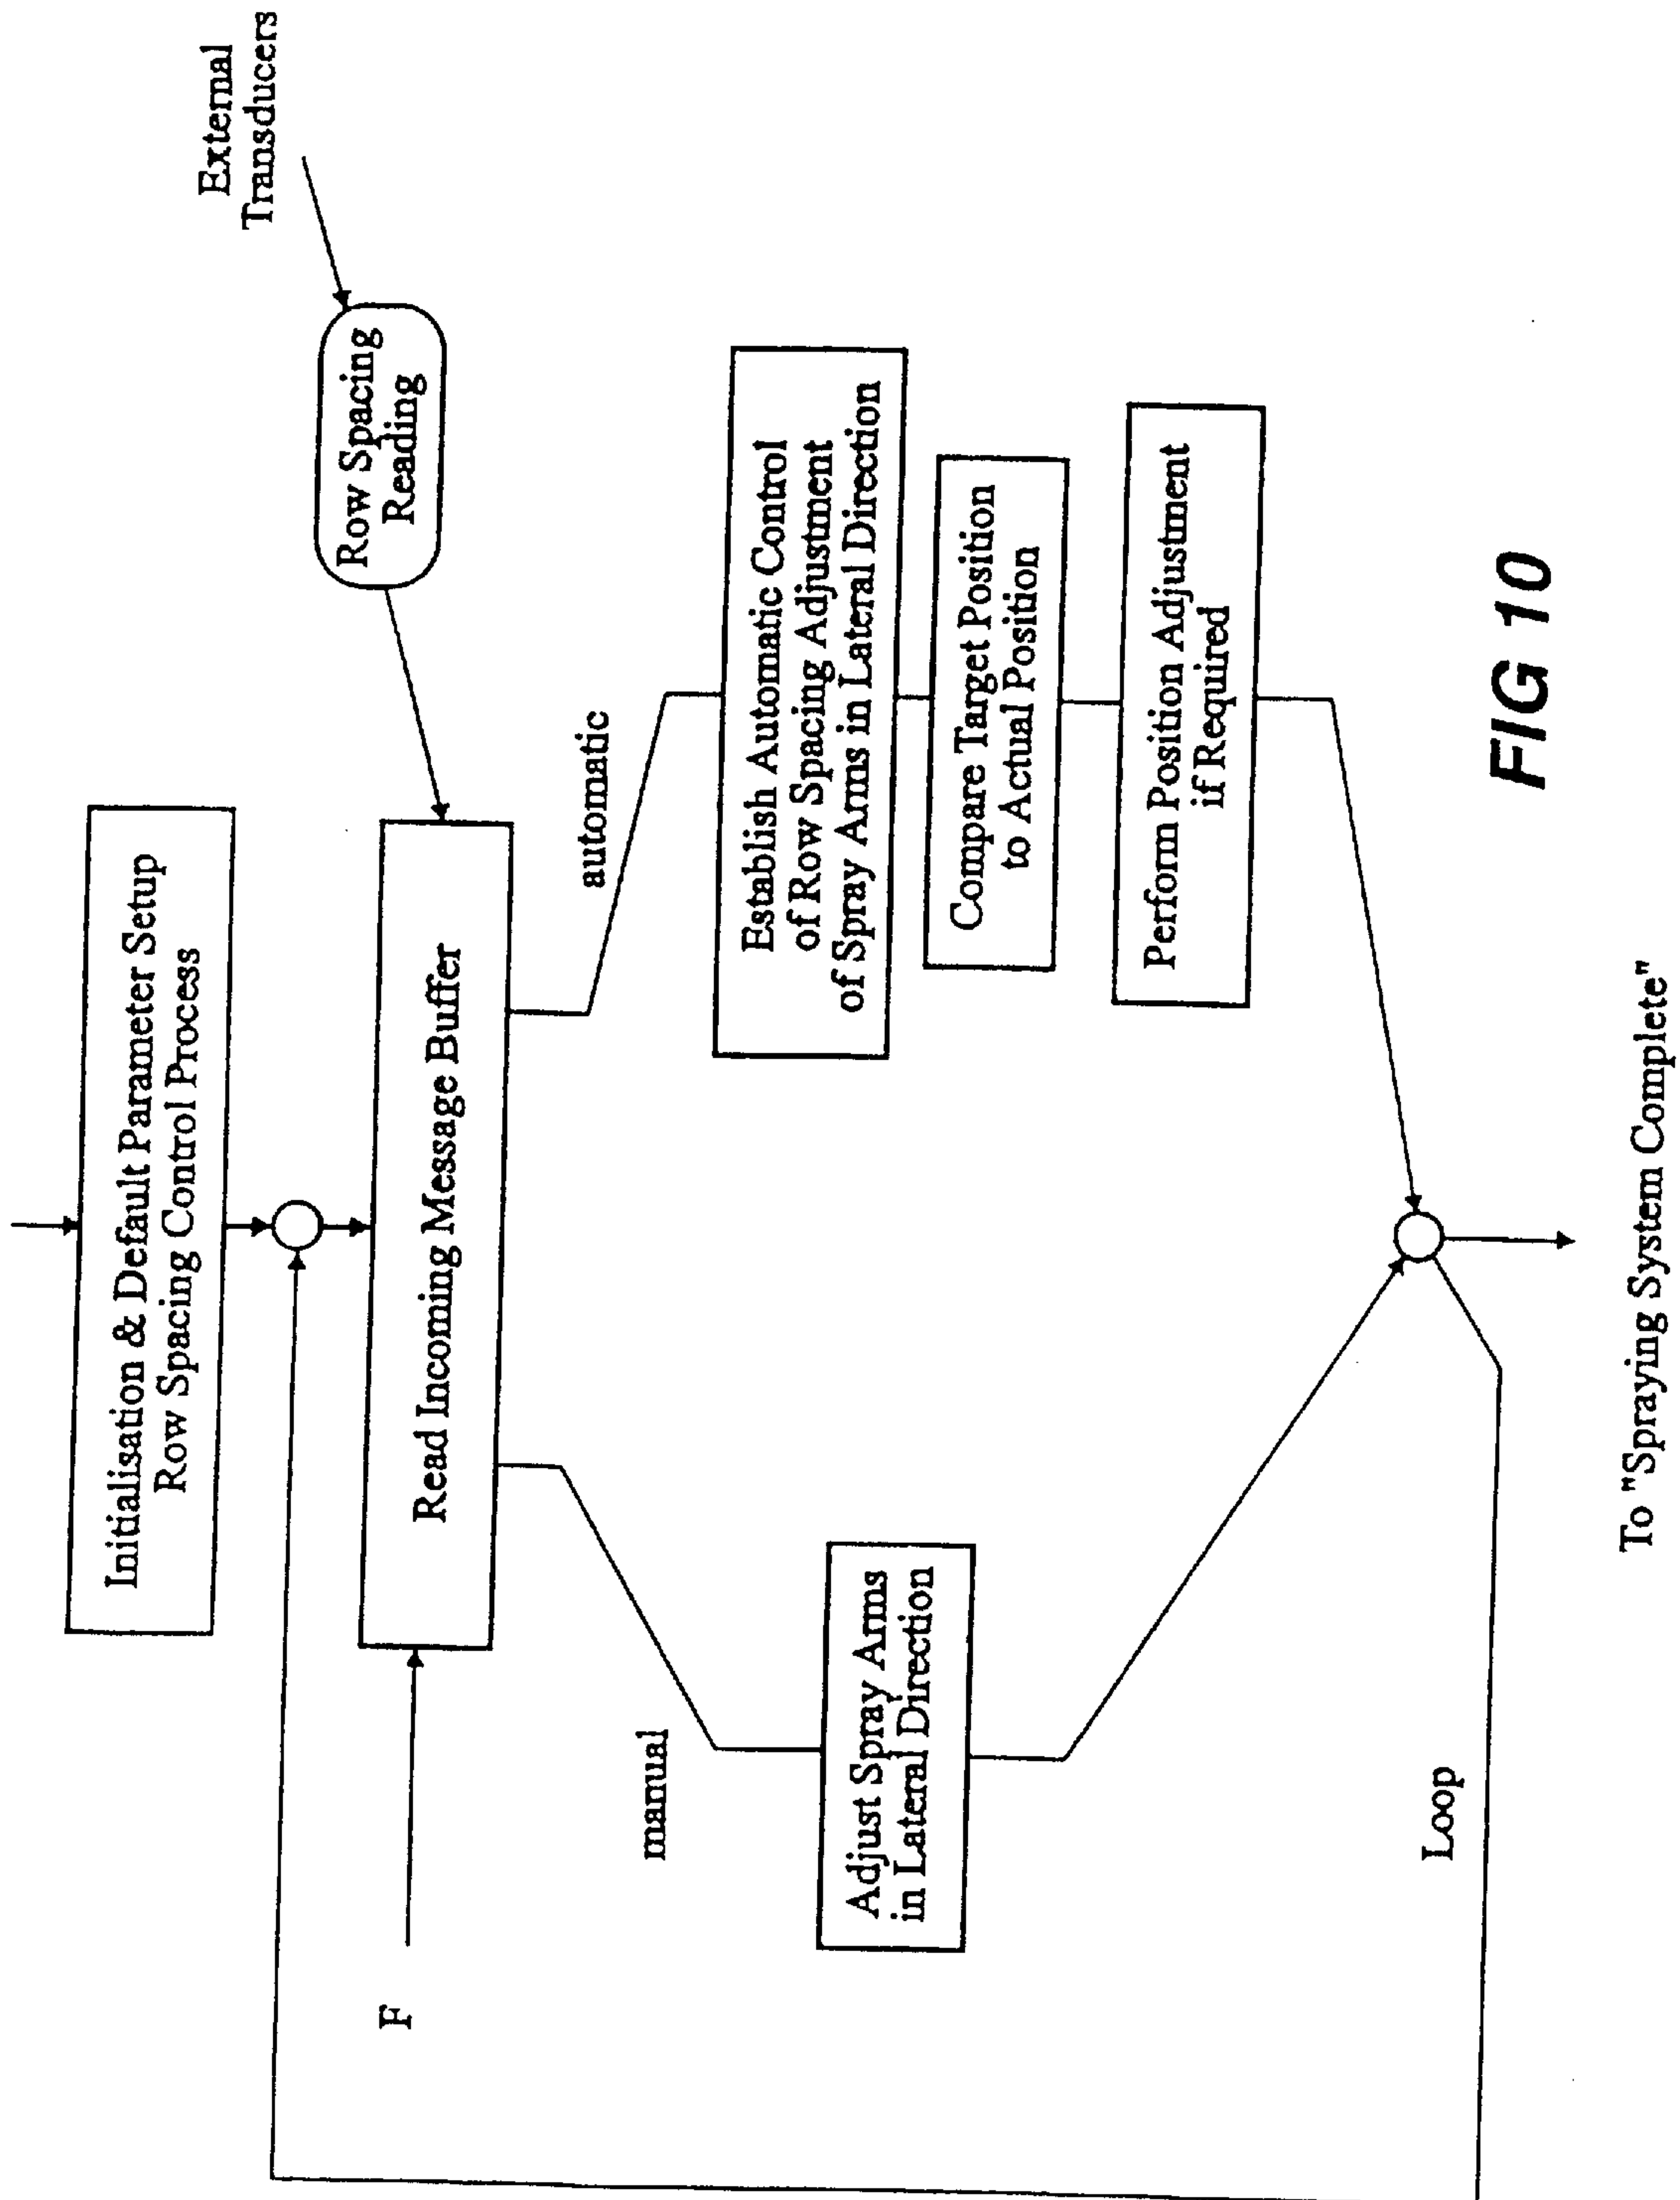 External
Transducers
Initialisation & Default Parameter Setup
Row Spacing Control Process
Row Spacing
Reading
F
Read Incoming Message Buffer
manual
automatic
Adjust Spray Arms
in Lateral Direction
Establish Automatic Control
of Row Spacing Adjustment
of Spray Arms in Lateral Direction
Compare Target Position
to Actual Position
Perform Position Adjustment
if Required
Loop
FIG 10
To "Spraying System Complete"